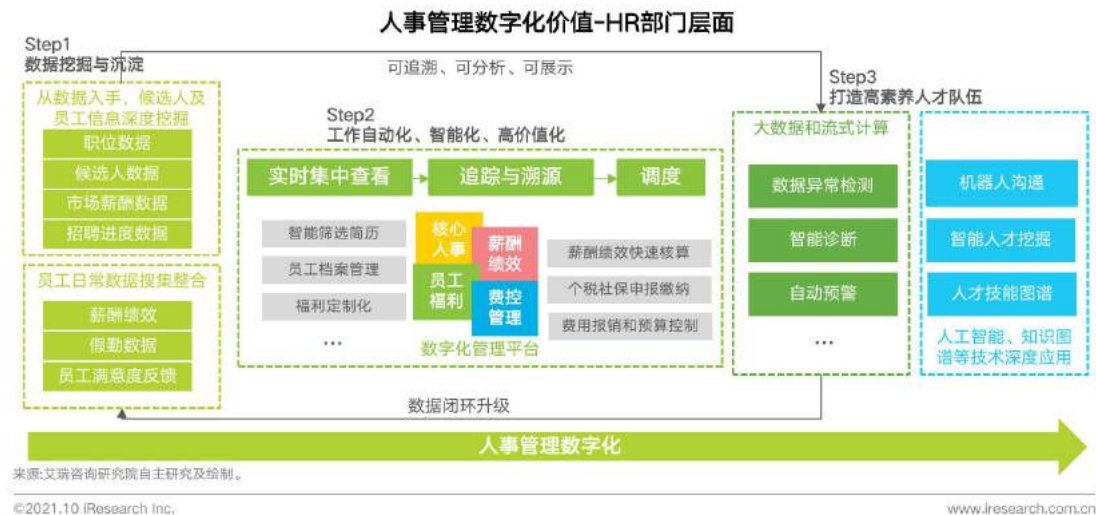 人事管理数字化价值-HR部门层面
Step1
数据挖掘与沉淀
可追溯、可分析、可展示
从数据入手，候选人及
员工信息深度挖掘
职位数据
候选人数据
市场薪酬数据
招聘进度数据
员工日常数据搜集整合
薪酬绩效
假勤数据
员工满意度反馈
Step2
工作自动化、智能化、高价值化
实时集中查看
追踪与溯源
调度
智能筛选简历
员工档案管理
福利定制化
...
核心
人事
薪酬
绩效
员工
福利
费控
管理
数字化管理平台
薪酬绩效快速核算
个税社保申报缴纳
费用报销和预算控制
Step3
打造高素养人才队伍
大数据和流式计算
数据异常检测
智能诊断
自动预警
...
机器人沟通
智能人才挖掘
人才技能图谱
人工智能、知识图
谱等技术深度应用
数据闭环升级
人事管理数字化
来源:艾瑞咨询研究院自主研究及绘制。
©2021.10 iResearch Inc.
www.iresearch.com.cn